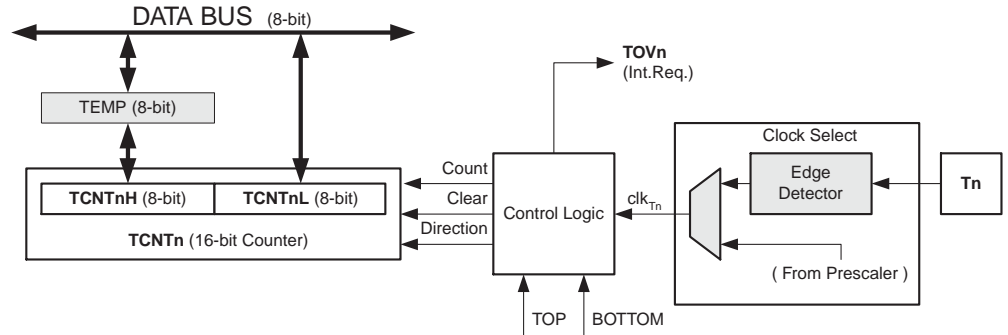 DATA BUS (8-bit)
TOVn
(Int.Req.)
TEMP (8-bit)
Clock Select
TCNTnH (8-bit) TCNTnL (8-bit)
TCNTn (16-bit Counter)
Count
Clear
Direction
Control Logic
clkTn
Edge
Detector
Tn
( From Prescaler )
TOP
BOTTOM